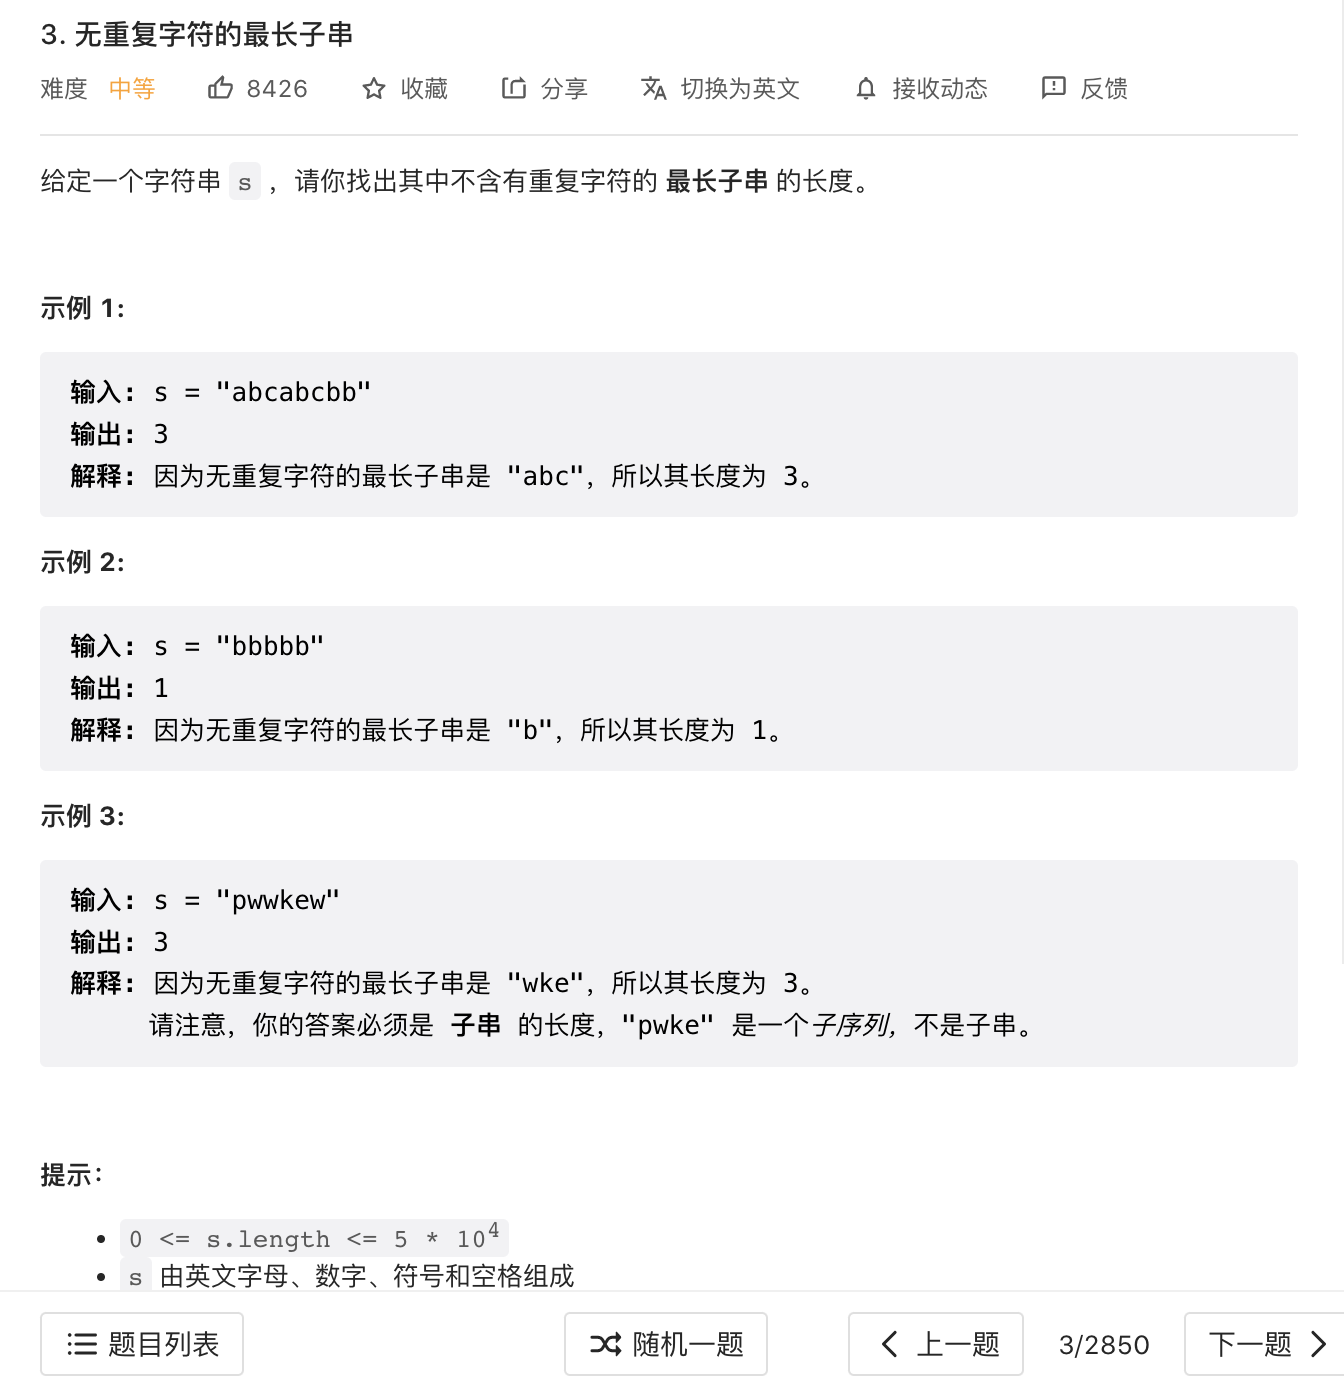 3. 无重复字符的最长子串
难度 中等 8426 收藏 分享 切换为英文 接收动态 反馈
给定一个字符串 s ，请你找出其中不含有重复字符的 最长子串 的长度。
示例 1:
输入: s = "abcabcbb"
输出: 3
解释: 因为无重复字符的最长子串是 "abc"，所以其长度为 3。
示例 2:
输入: s = "bbbbb"
输出: 1
解释: 因为无重复字符的最长子串是 "b"，所以其长度为 1。
示例 3:
输入: s = "pwwkew"
输出: 3
解释: 因为无重复字符的最长子串是 "wke"，所以其长度为 3。
请注意，你的答案必须是 子串 的长度，"pwke" 是一个子序列，不是子串。
提示：
• 0 <= s.length <= 5 * 10⁴
• s 由英文字母、数字、符号和空格组成
题目列表 随机一题 上一题 3/2850 下一题